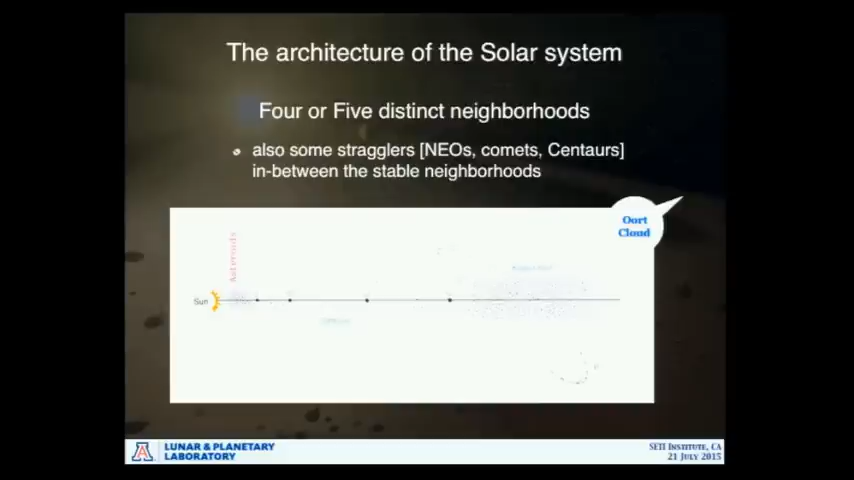 The architecture of the Solar system
Four or Five distinct neighborhoods
also some stragglers [NEOs, comets, Centaurs]
in-between the stable neighborhoods
Oort
Cloud
Asteroids
Sun
LUNAR & PLANETARY
LABORATORY
SETI INSTITUTE, CA
21 JULY 2015